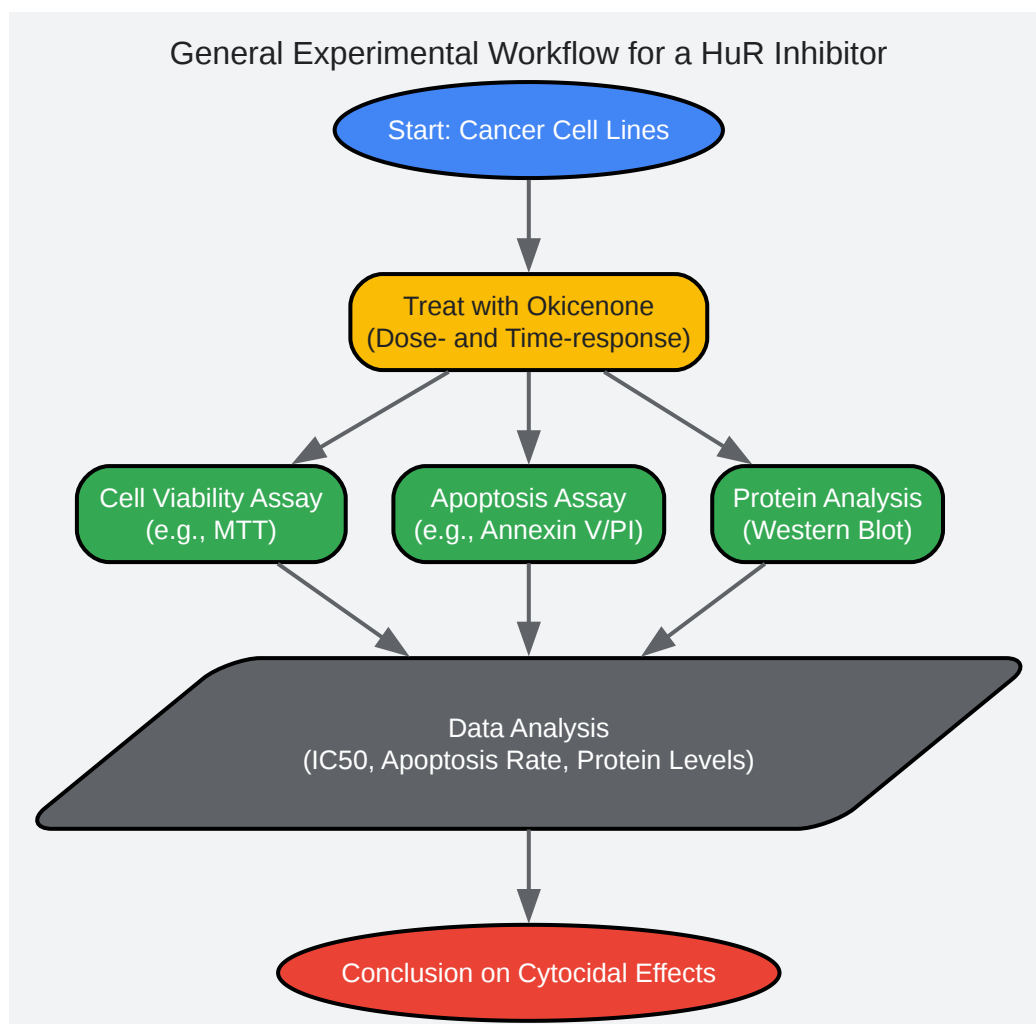 General Experimental Workflow for a HuR Inhibitor
Start: Cancer Cell Lines
Treat with Okicenone
(Dose- and Time-response)
Cell Viability Assay
(e.g., MTT)
Apoptosis Assay
(e.g., Annexin V/PI)
Protein Analysis
(Western Blot)
Data Analysis
(IC50, Apoptosis Rate, Protein Levels)
Conclusion on Cytocidal Effects